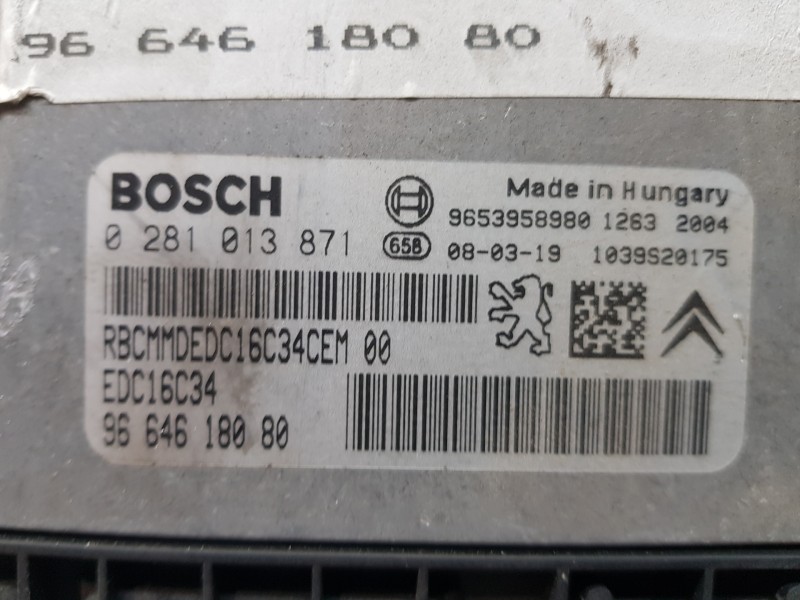 96 646 180 80
BOSCH
Made in Hungary
9653958980 1263 2004
0 281 013 871
658
08-03-19 1039S20175
RBCMMDEDC16C34CEM 00
EDC16C34
96 646 180 80